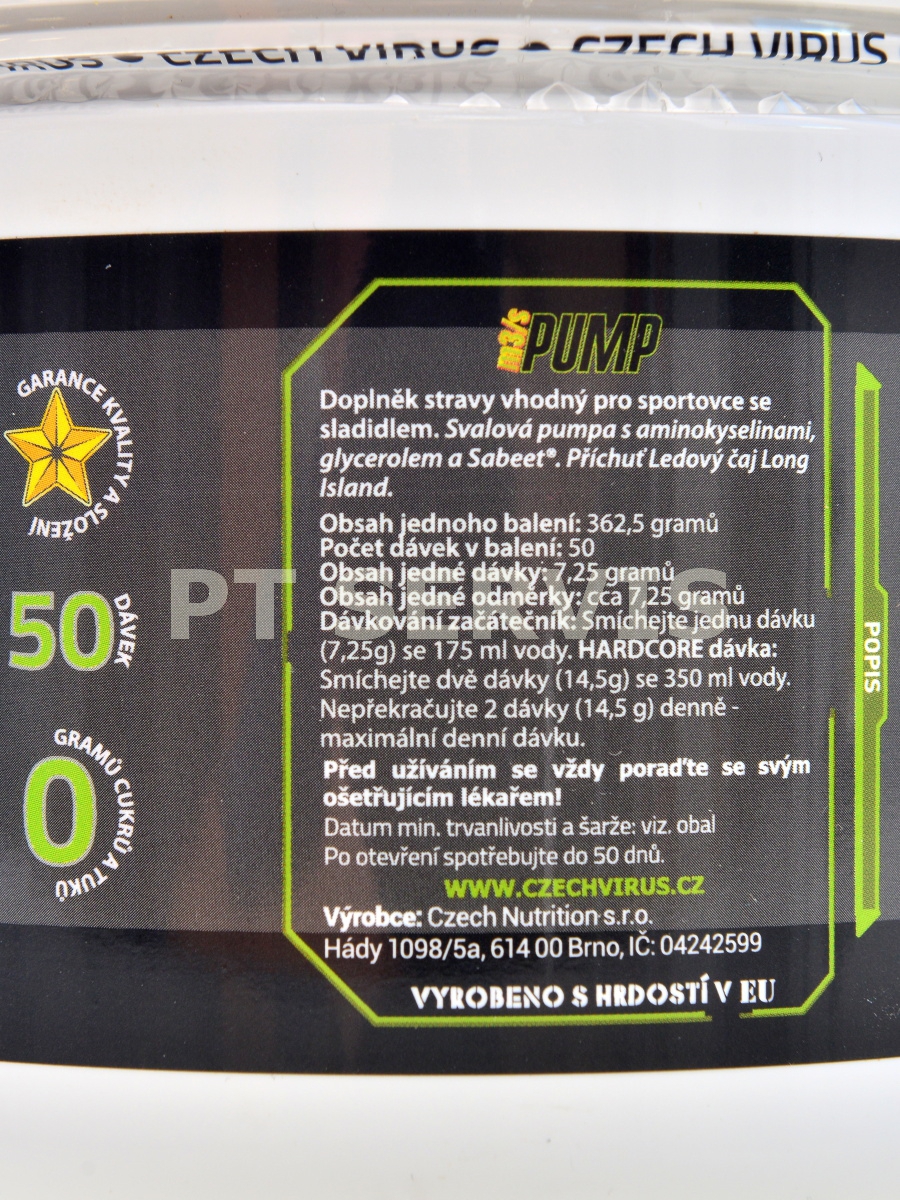 CZECH VIRUS • CZECH VIRUS
GARANCE KVALITY A SLOŽENÍ
50 DÁVEK
0 GRAMŮ CUKRŮ A TUKŮ
m3/s PUMP
Doplněk stravy vhodný pro sportovce se
sladidlem. Svalová pumpa s aminokyselinami,
glycerolem a Sabeet®. Příchuť Ledový čaj Long
Island.
Obsah jednoho balení: 362,5 gramů
Počet dávek v balení: 50
Obsah jedné dávky: 7,25 gramů
Obsah jedné odměrky: cca 7,25 gramů
Dávkování začátečník: Smíchejte jednu dávku
(7,25g) se 175 ml vody. HARDCORE dávka:
Smíchejte dvě dávky (14,5g) se 350 ml vody.
Nepřekračujte 2 dávky (14,5 g) denně -
maximální denní dávku.
Před užíváním se vždy poraďte se svým
ošetřujícím lékařem!
Datum min. trvanlivosti a šarže: viz. obal
Po otevření spotřebujte do 50 dnů.
WWW.CZECHVIRUS.CZ
Výrobce: Czech Nutrition s.r.o.
Hády 1098/5a, 614 00 Brno, IČ: 04242599
VYROBENO S HRDOSTÍ V EU
POPIS
PT SERVIS